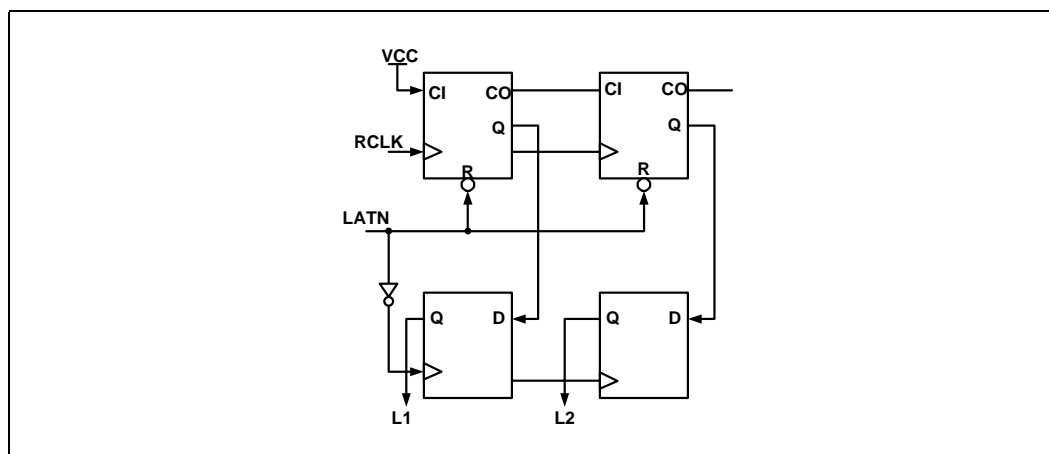 VCC
CI CO CI CO
Q Q
RCLK
R R
LATN
Q D Q D
L1 L2